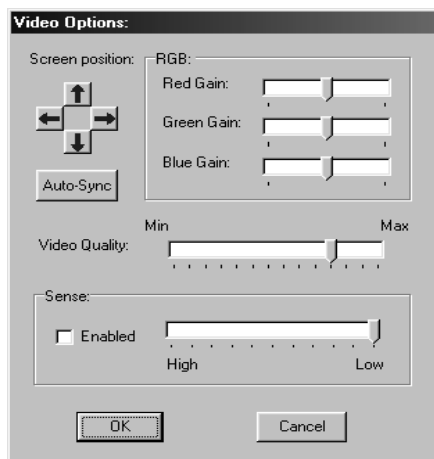 Video Options:
Screen position:
RGB:
Red Gain:
Green Gain:
Blue Gain:
Auto-Sync
Min Max
Video Quality:
Sense:
Enabled
High Low
OK Cancel